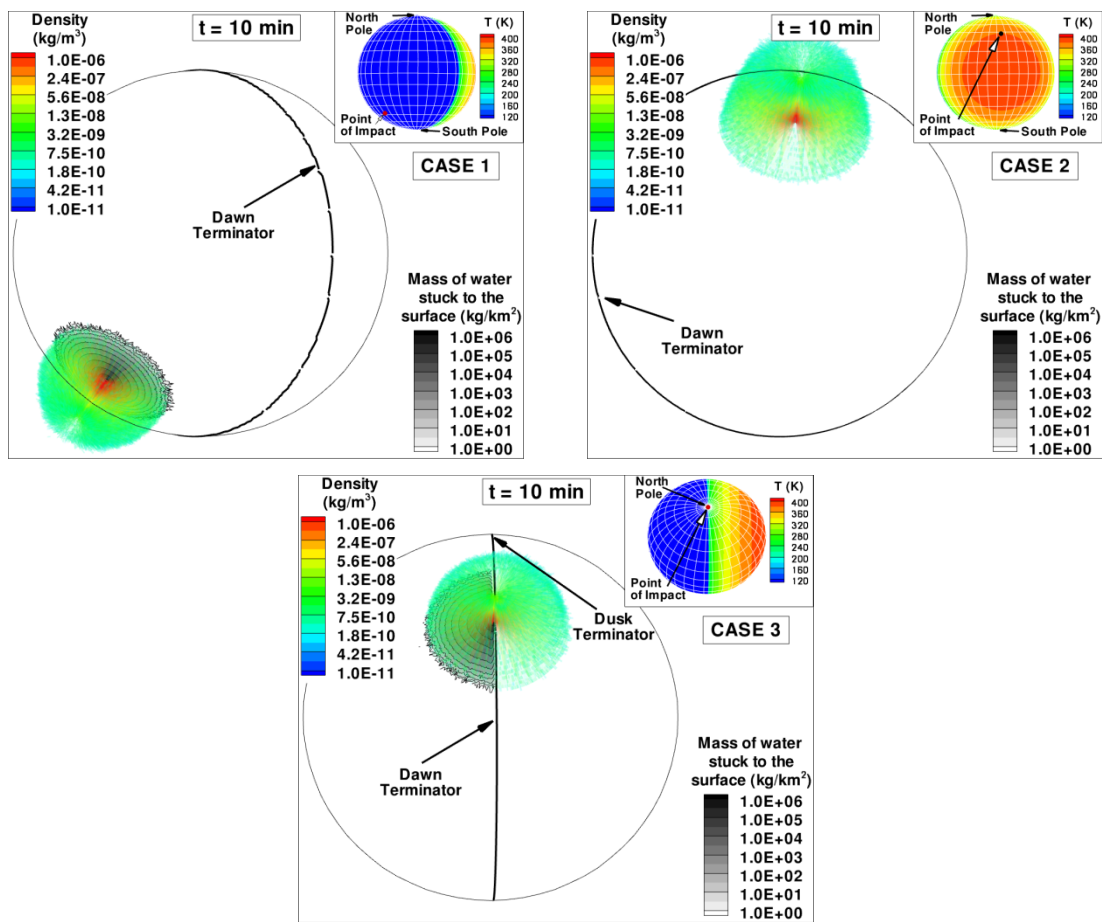 Density
(kg/m³)
1.0E-06
2.4E-07
5.6E-08
1.3E-08
3.2E-09
7.5E-10
1.8E-10
4.2E-11
1.0E-11
t = 10 min
North
Pole
T (K)
400
360
320
280
240
200
160
120
Point
of Impact
South Pole
CASE 1
Dawn
Terminator
Mass of water
stuck to the
surface (kg/km²)
1.0E+06
1.0E+05
1.0E+04
1.0E+03
1.0E+02
1.0E+01
1.0E+00
Density
(kg/m³)
1.0E-06
2.4E-07
5.6E-08
1.3E-08
3.2E-09
7.5E-10
1.8E-10
4.2E-11
1.0E-11
t = 10 min
North
Pole
T (K)
400
360
320
280
240
200
160
120
Point
of Impact
South Pole
CASE 2
Dawn
Terminator
Mass of water
stuck to the
surface (kg/km²)
1.0E+06
1.0E+05
1.0E+04
1.0E+03
1.0E+02
1.0E+01
1.0E+00
Density
(kg/m³)
1.0E-06
2.4E-07
5.6E-08
1.3E-08
3.2E-09
7.5E-10
1.8E-10
4.2E-11
1.0E-11
t = 10 min
North
Pole
T (K)
400
360
320
280
240
200
160
120
Point
of Impact
CASE 3
Dusk
Terminator
Dawn
Terminator
Mass of water
stuck to the
surface (kg/km²)
1.0E+06
1.0E+05
1.0E+04
1.0E+03
1.0E+02
1.0E+01
1.0E+00